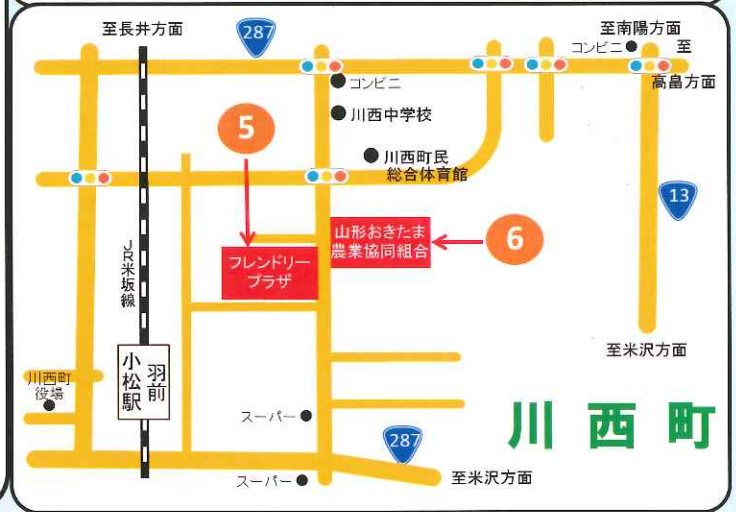 至長井方面
287
至南陽方面
コンビニ
至
高畠方面
コンビニ
川西中学校
5
川西町民
総合体育館
13
山形おきたま
農業協同組合
6
フレンドリー
プラザ
JR米坂線
至米沢方面
羽前
小松駅
川西町
役場
スーパー
川西町
287
スーパー
至米沢方面